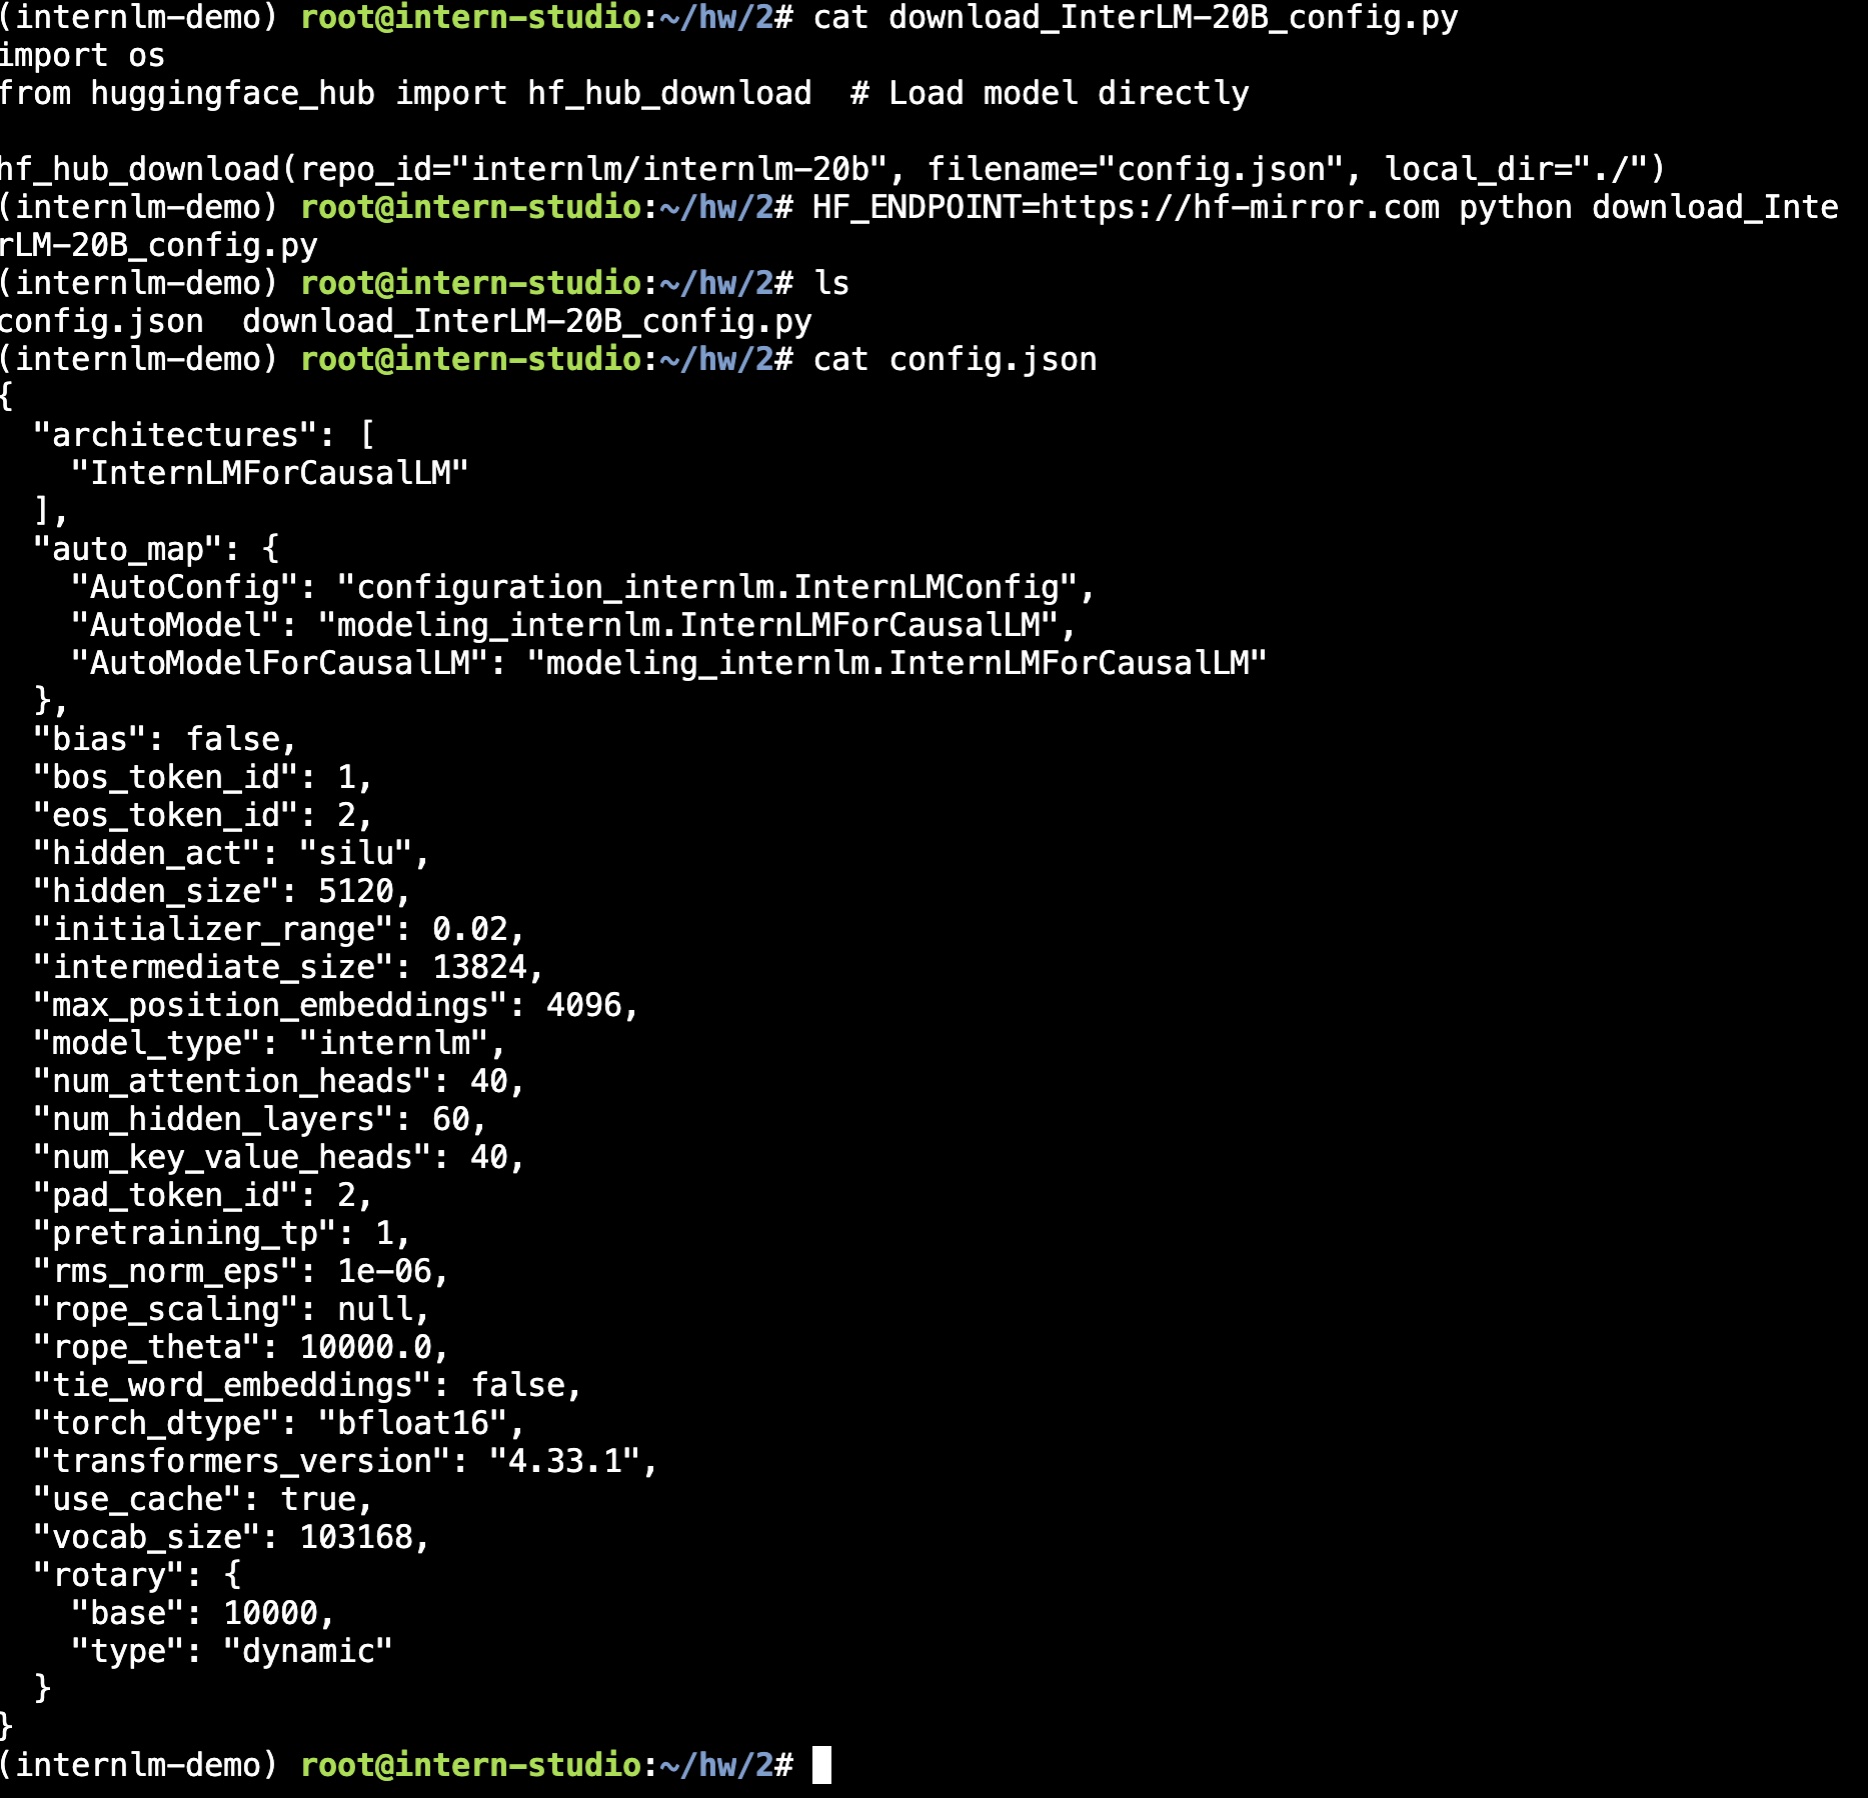 (internlm-demo) root@intern-studio:~/hw/2# cat download_InterLM-20B_config.py
import os
from huggingface_hub import hf_hub_download  # Load model directly

hf_hub_download(repo_id="internlm/internlm-20b", filename="config.json", local_dir="./")
(internlm-demo) root@intern-studio:~/hw/2# HF_ENDPOINT=https://hf-mirror.com python download_Inte
rLM-20B_config.py
(internlm-demo) root@intern-studio:~/hw/2# ls
config.json  download_InterLM-20B_config.py
(internlm-demo) root@intern-studio:~/hw/2# cat config.json
{
  "architectures": [
    "InternLMForCausalLM"
  ],
  "auto_map": {
    "AutoConfig": "configuration_internlm.InternLMConfig",
    "AutoModel": "modeling_internlm.InternLMForCausalLM",
    "AutoModelForCausalLM": "modeling_internlm.InternLMForCausalLM"
  },
  "bias": false,
  "bos_token_id": 1,
  "eos_token_id": 2,
  "hidden_act": "silu",
  "hidden_size": 5120,
  "initializer_range": 0.02,
  "intermediate_size": 13824,
  "max_position_embeddings": 4096,
  "model_type": "internlm",
  "num_attention_heads": 40,
  "num_hidden_layers": 60,
  "num_key_value_heads": 40,
  "pad_token_id": 2,
  "pretraining_tp": 1,
  "rms_norm_eps": 1e-06,
  "rope_scaling": null,
  "rope_theta": 10000.0,
  "tie_word_embeddings": false,
  "torch_dtype": "bfloat16",
  "transformers_version": "4.33.1",
  "use_cache": true,
  "vocab_size": 103168,
  "rotary": {
    "base": 10000,
    "type": "dynamic"
  }
}
(internlm-demo) root@intern-studio:~/hw/2#